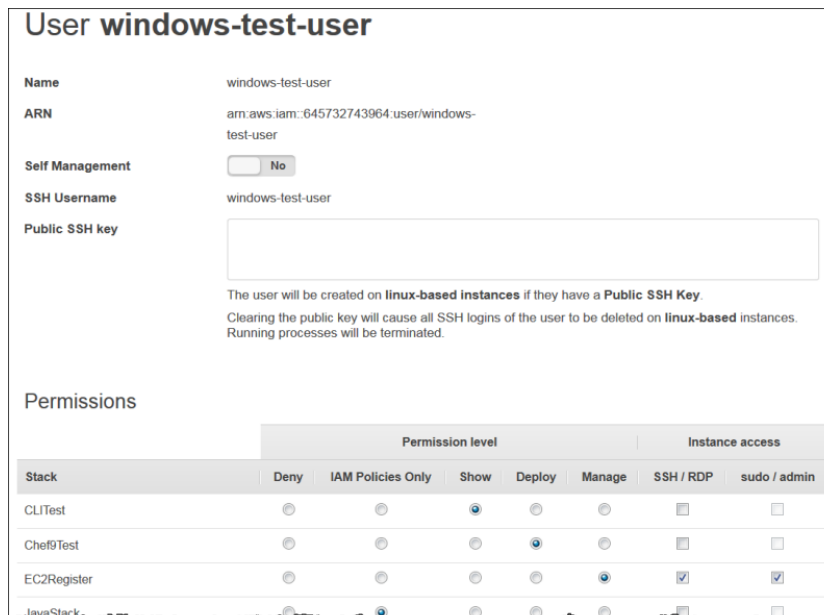 User windows-test-user
Name windows-test-user
ARN arn:aws:iam::645732743964:user/windows-
test-user
Self Management No
SSH Username windows-test-user
Public SSH key
The user will be created on linux-based instances if they have a Public SSH Key.
Clearing the public key will cause all SSH logins of the user to be deleted on linux-based instances.
Running processes will be terminated.
Permissions
Permission level Instance access
Stack Deny IAM Policies Only Show Deploy Manage SSH / RDP sudo / admin
CLITest
Chef9Test
EC2Register
JavaStack